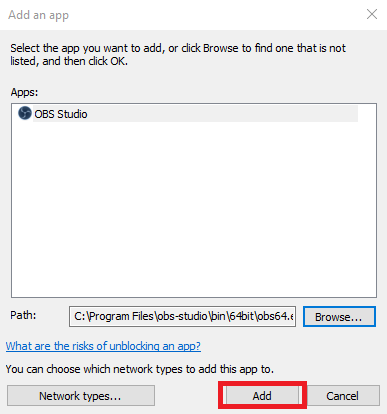 Add an app
Select the app you want to add, or click Browse to find one that is not
listed, and then click OK.
Apps:
OBS Studio
Path:
C:\Program Files\obs-studio\bin\64bit\obs64.e
Browse...
What are the risks of unblocking an app?
You can choose which network types to add this app to.
Network types...
Add
Cancel